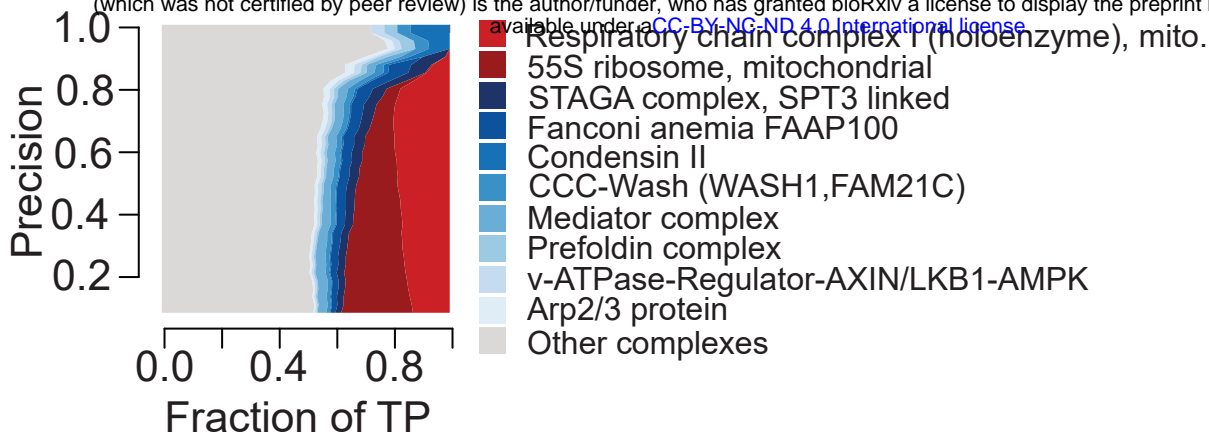 (which was not certified by peer review) is the author/funder, who has granted bioRxiv a license to display the preprint
available under aCC-BY-NC-ND 4.0 International license.
Respiratory chain complex I (holoenzyme), mito.
55S ribosome, mitochondrial
STAGA complex, SPT3 linked
Fanconi anemia FAAP100
Condensin II
CCC-Wash (WASH1,FAM21C)
Mediator complex
Prefoldin complex
v-ATPase-Regulator-AXIN/LKB1-AMPK
Arp2/3 protein
Other complexes
Precision
1.0
0.8
0.6
0.4
0.2
0.0 0.4 0.8
Fraction of TP